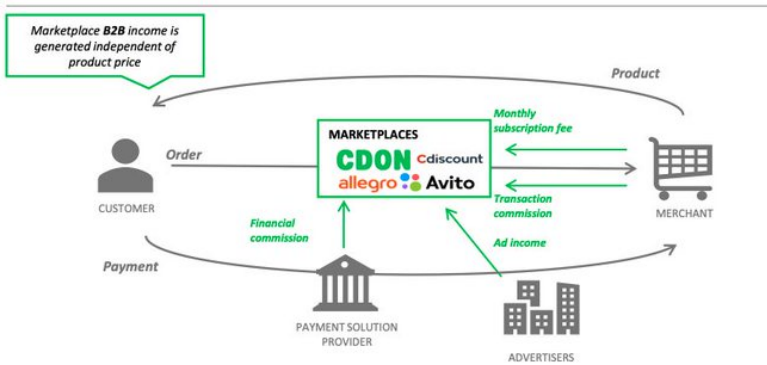 Marketplace B2B income is
generated independent of
product price
Product
Monthly
subscription fee
MARKETPLACES
CDON Cdiscount
allegro Avito
Order
CUSTOMER
Transaction
commission
MERCHANT
Financial
commission
Ad income
Payment
PAYMENT SOLUTION
PROVIDER
ADVERTISERS